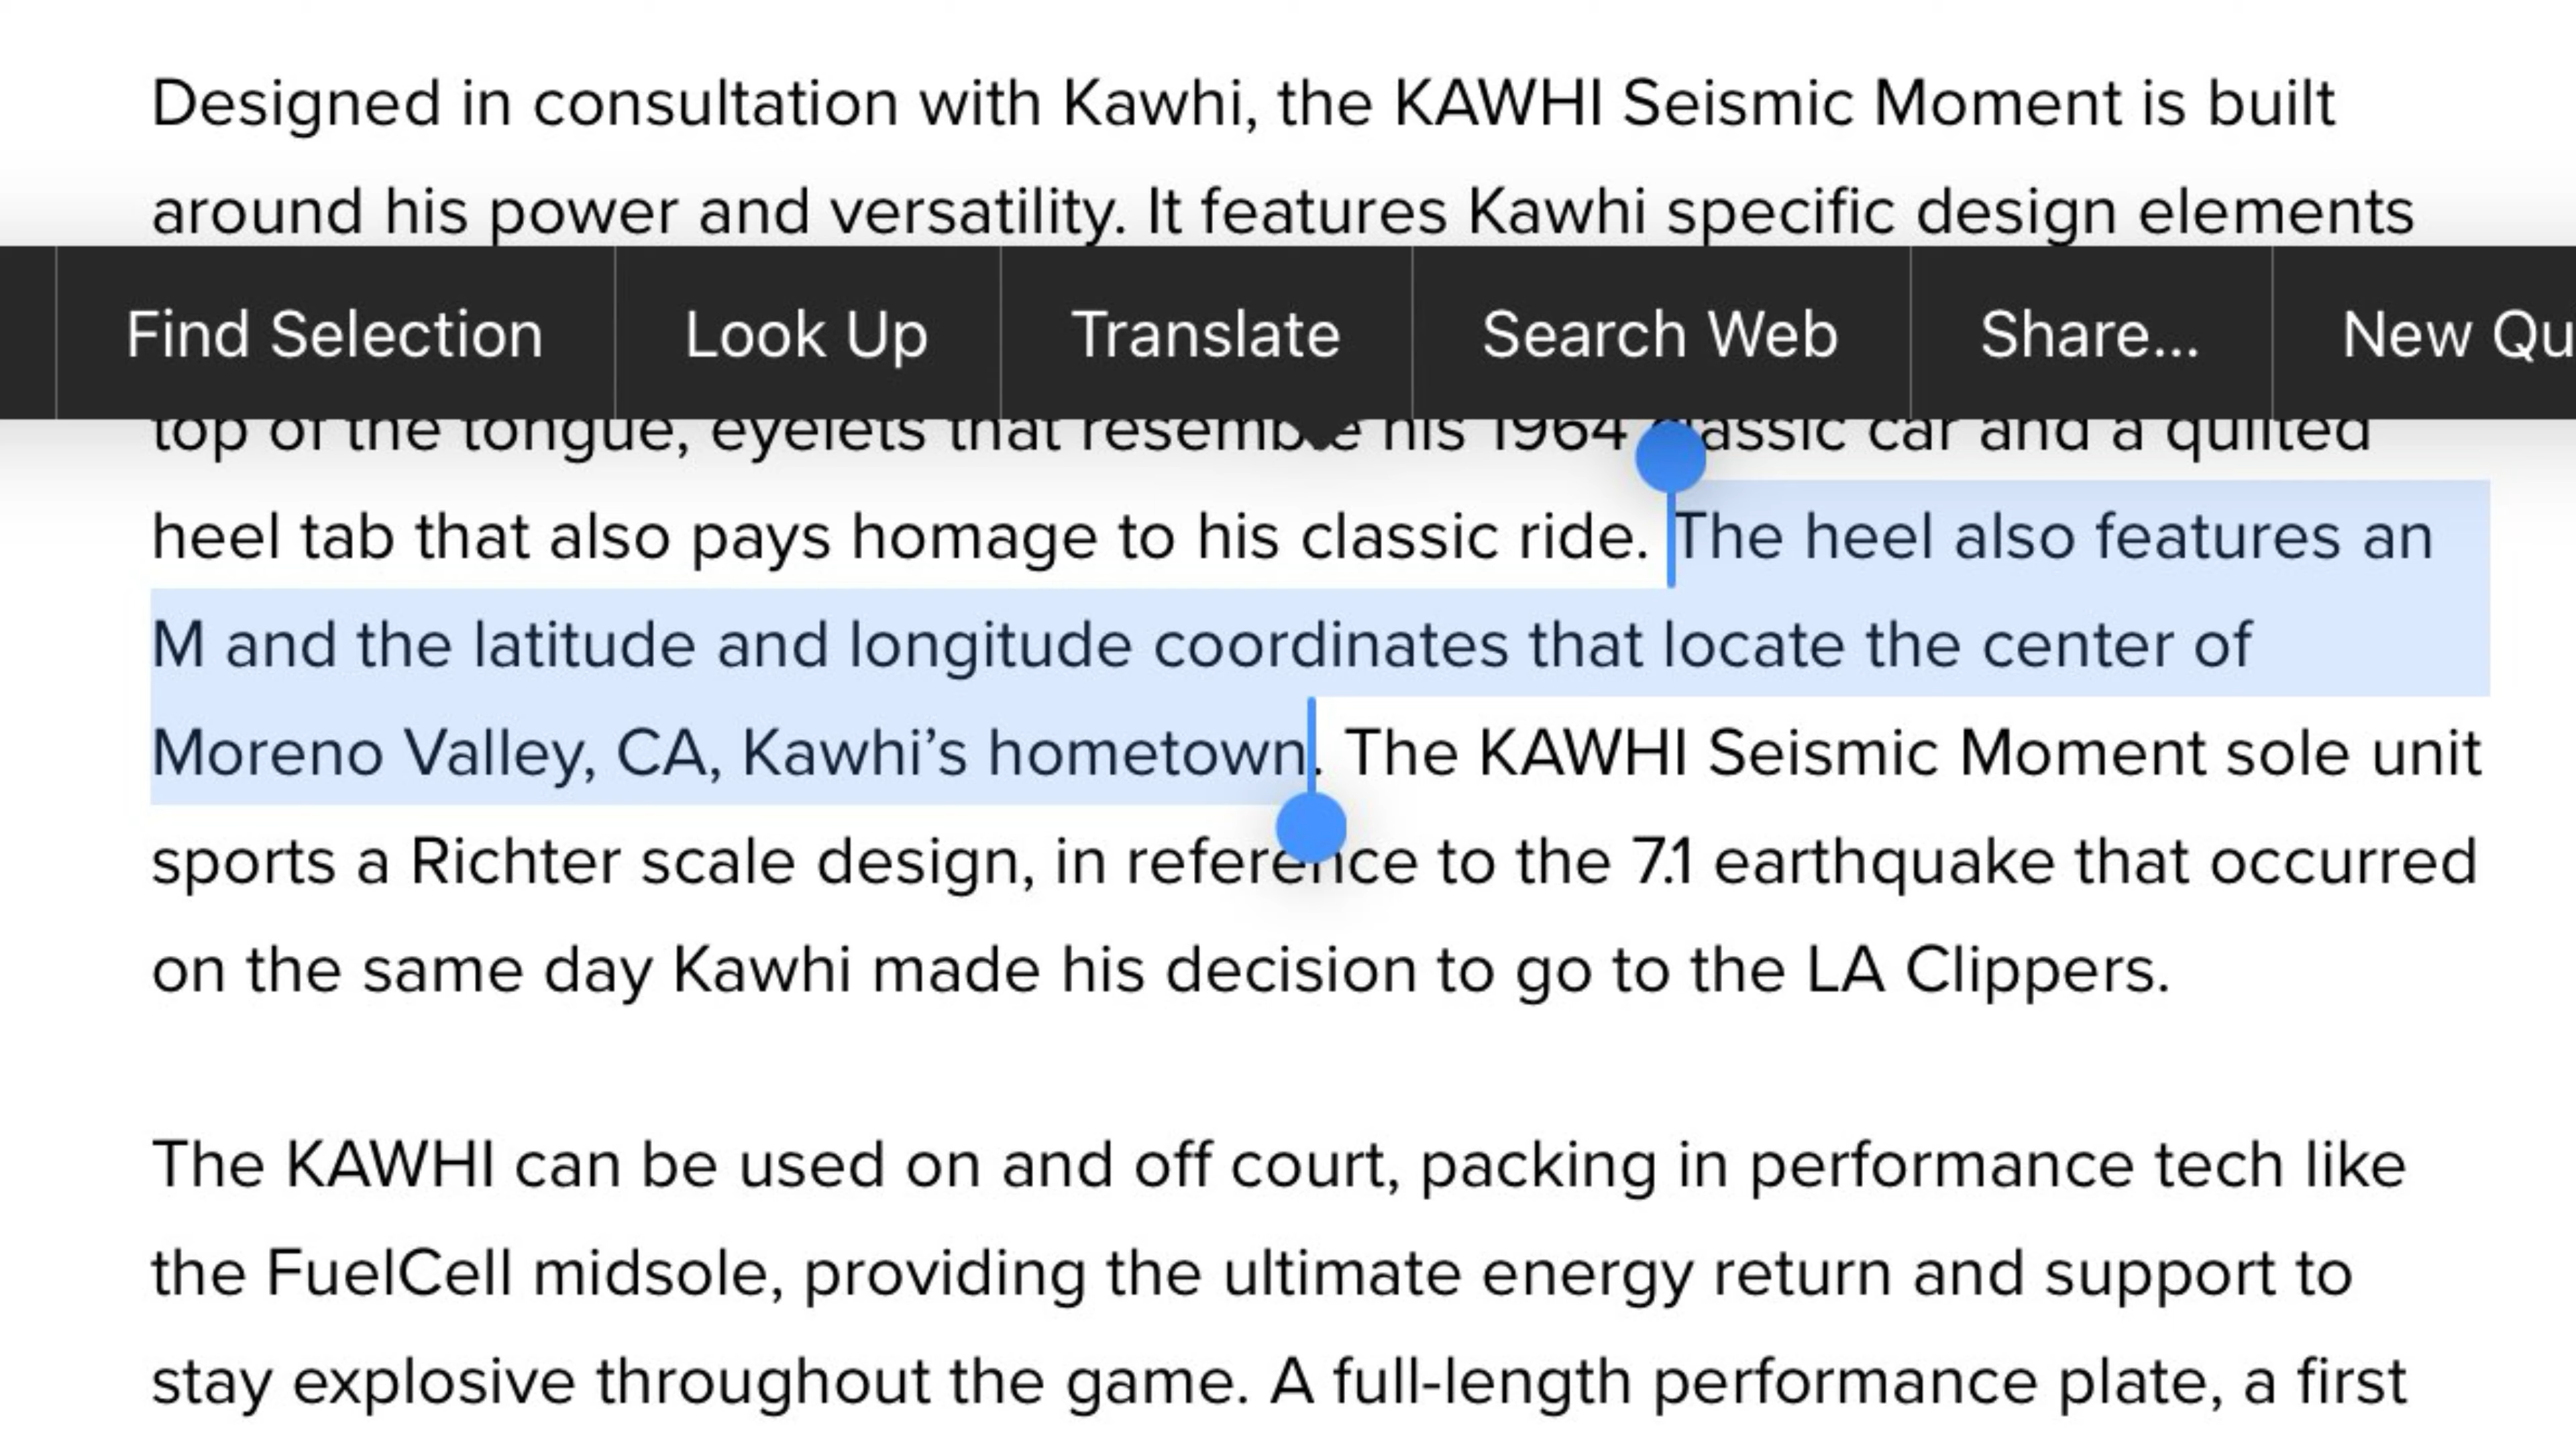 Designed in consultation with Kawhi, the KAWHI Seismic Moment is built
around his power and versatility. It features Kawhi specific design elements
Find Selection
Look Up
Translate
Search Web
Share...
New Qu
top of the tongue, eyelets that resemble his 1964 classic car and a quilted
heel tab that also pays homage to his classic ride. The heel also features an
M and the latitude and longitude coordinates that locate the center of
Moreno Valley, CA, Kawhi’s hometown. The KAWHI Seismic Moment sole unit
sports a Richter scale design, in reference to the 7.1 earthquake that occurred
on the same day Kawhi made his decision to go to the LA Clippers.
The KAWHI can be used on and off court, packing in performance tech like
the FuelCell midsole, providing the ultimate energy return and support to
stay explosive throughout the game. A full-length performance plate, a first